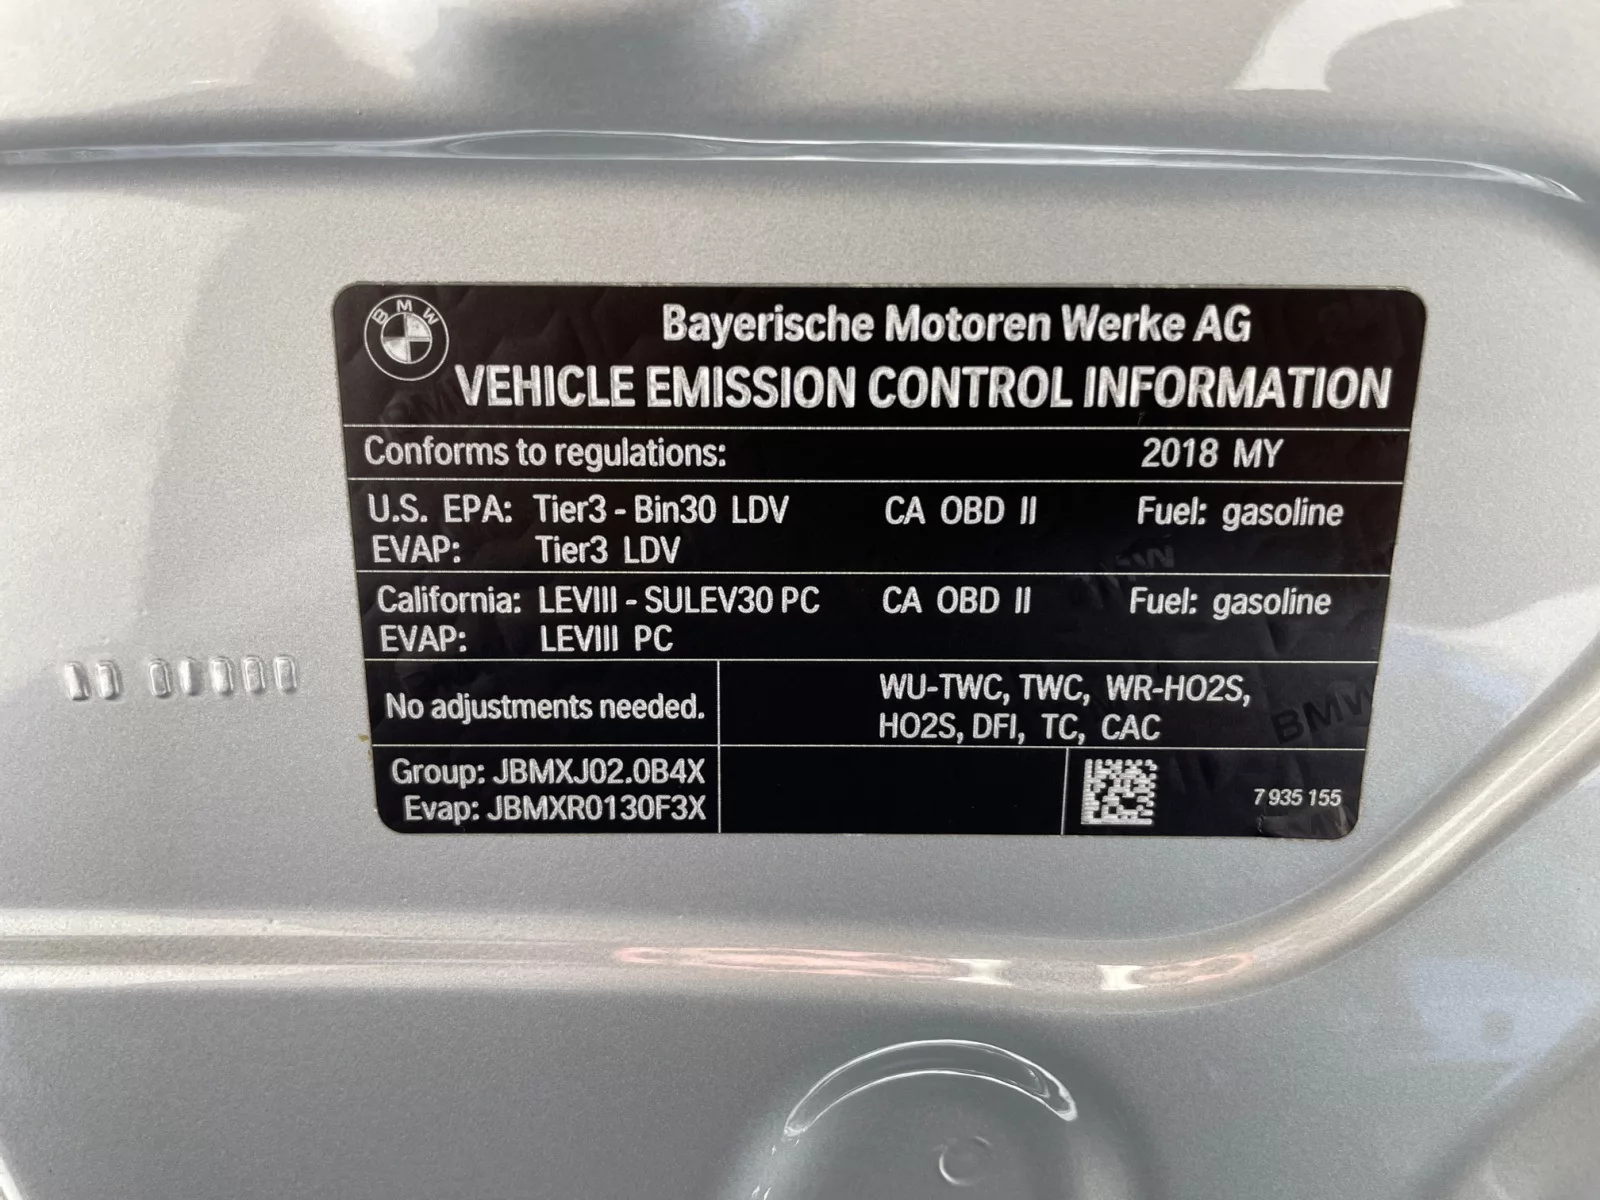 BMW
Bayerische Motoren Werke AG
VEHICLE EMISSION CONTROL INFORMATION
Conforms to regulations: 2018 MY
U.S. EPA: Tier3 - Bin30 LDV CA OBD II Fuel: gasoline
EVAP: Tier3 LDV
California: LEVIII - SULEV30 PC CA OBD II Fuel: gasoline
EVAP: LEVIII PC
No adjustments needed.
WU-TWC, TWC, WR-HO2S,
HO2S, DFI, TC, CAC
Group: JBMXJ02.0B4X
Evap: JBMXR0130F3X
7 935 155